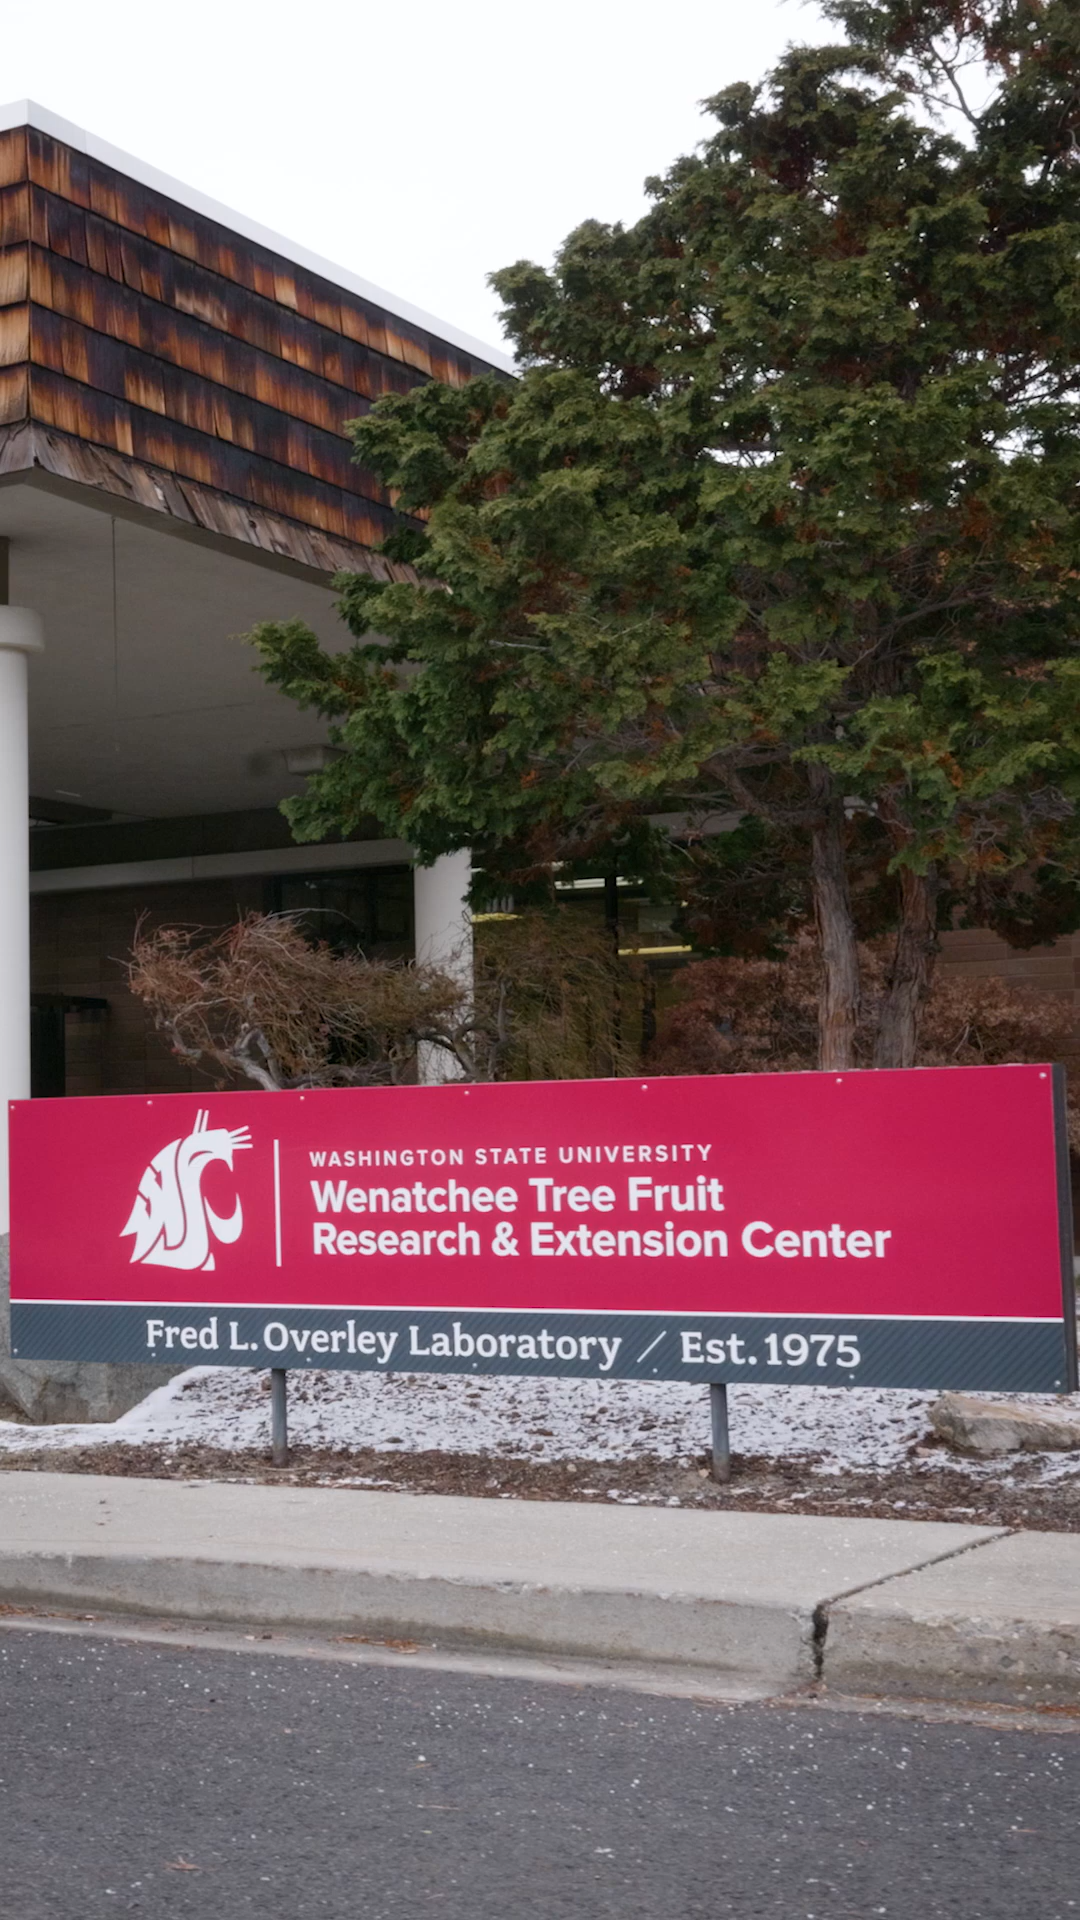 WASHINGTON STATE UNIVERSITY
Wenatchee Tree Fruit
Research & Extension Center
Fred L. Overley Laboratory / Est. 1975